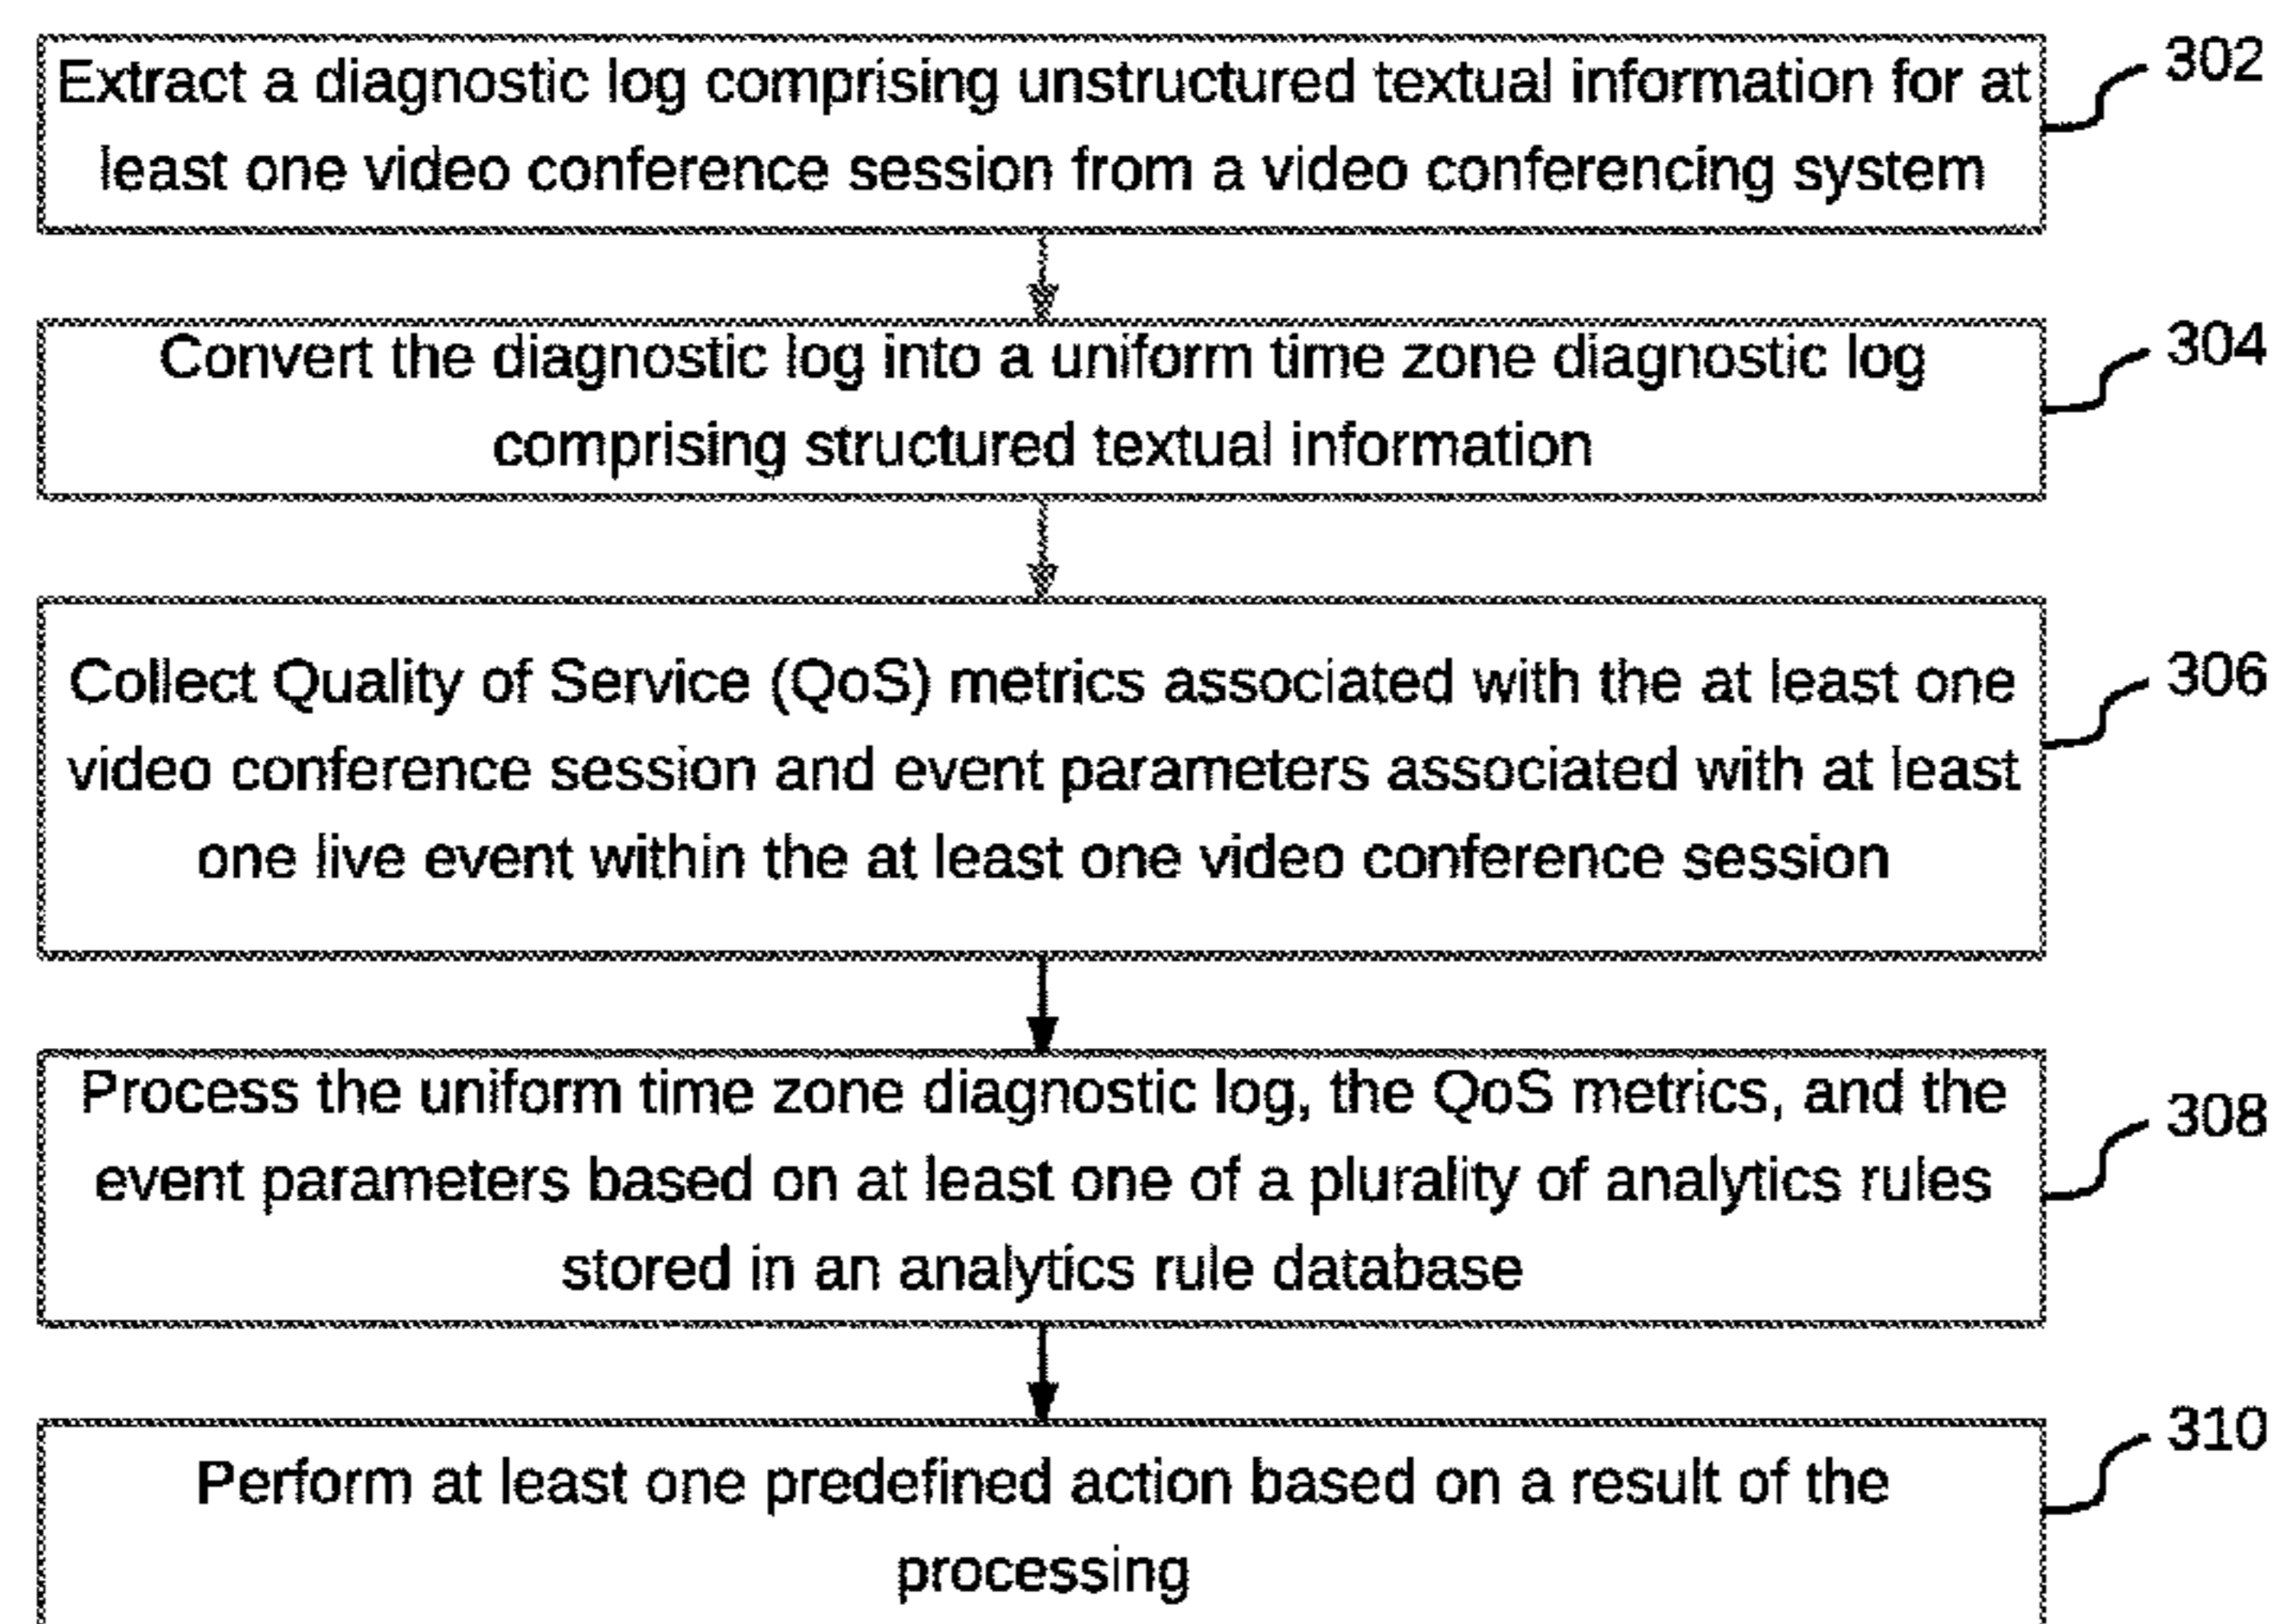 Extract a diagnostic log comprising unstructured textual information for at
least one video conference session from a video conferencing system
302
Convert the diagnostic log into a uniform time zone diagnostic log
comprising structured textual information
304
Collect Quality of Service (QoS) metrics associated with the at least one
video conference session and event parameters associated with at least
one live event within the at least one video conference session
306
Process the uniform time zone diagnostic log, the QoS metrics, and the
event parameters based on at least one of a plurality of analytics rules
stored in an analytics rule database
308
Perform at least one predefined action based on a result of the
processing
310